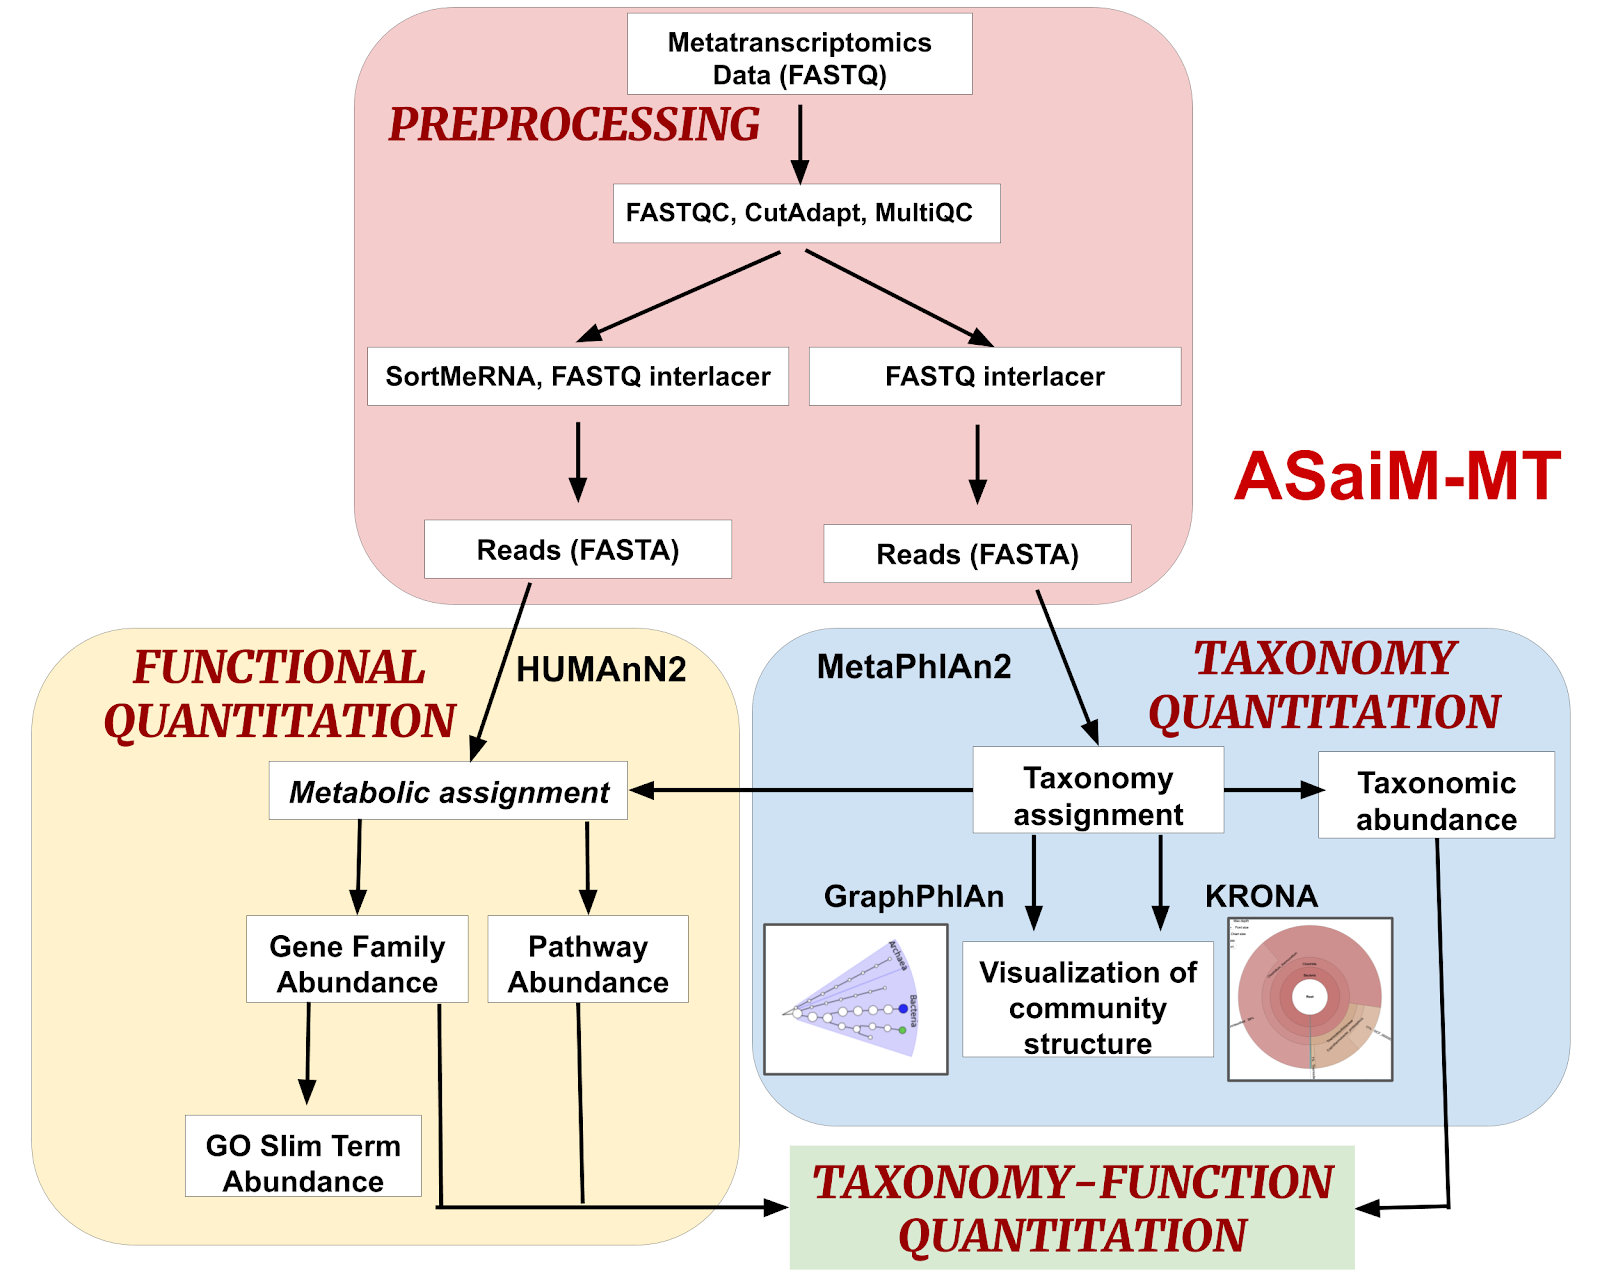 Metatranscriptomics
Data (FASTQ)
PREPROCESSING
FASTQC, CutAdapt, MultiQC
SortMeRNA, FASTQ interlacer
FASTQ interlacer
ASaiM-MT
Reads (FASTA)
Reads (FASTA)
FUNCTIONAL
QUANTITATION
HUMAnN2
MetaPhlAn2
TAXONOMY
QUANTITATION
Metabolic assignment
Taxonomy
assignment
Taxonomic
abundance
GraphPhlAn
KRONA
Archaea
Bacteria
Gene Family
Abundance
Pathway
Abundance
Visualization of
community
structure
Bacteria
Root
GO Slim Term
Abundance
TAXONOMY-FUNCTION
QUANTITATION